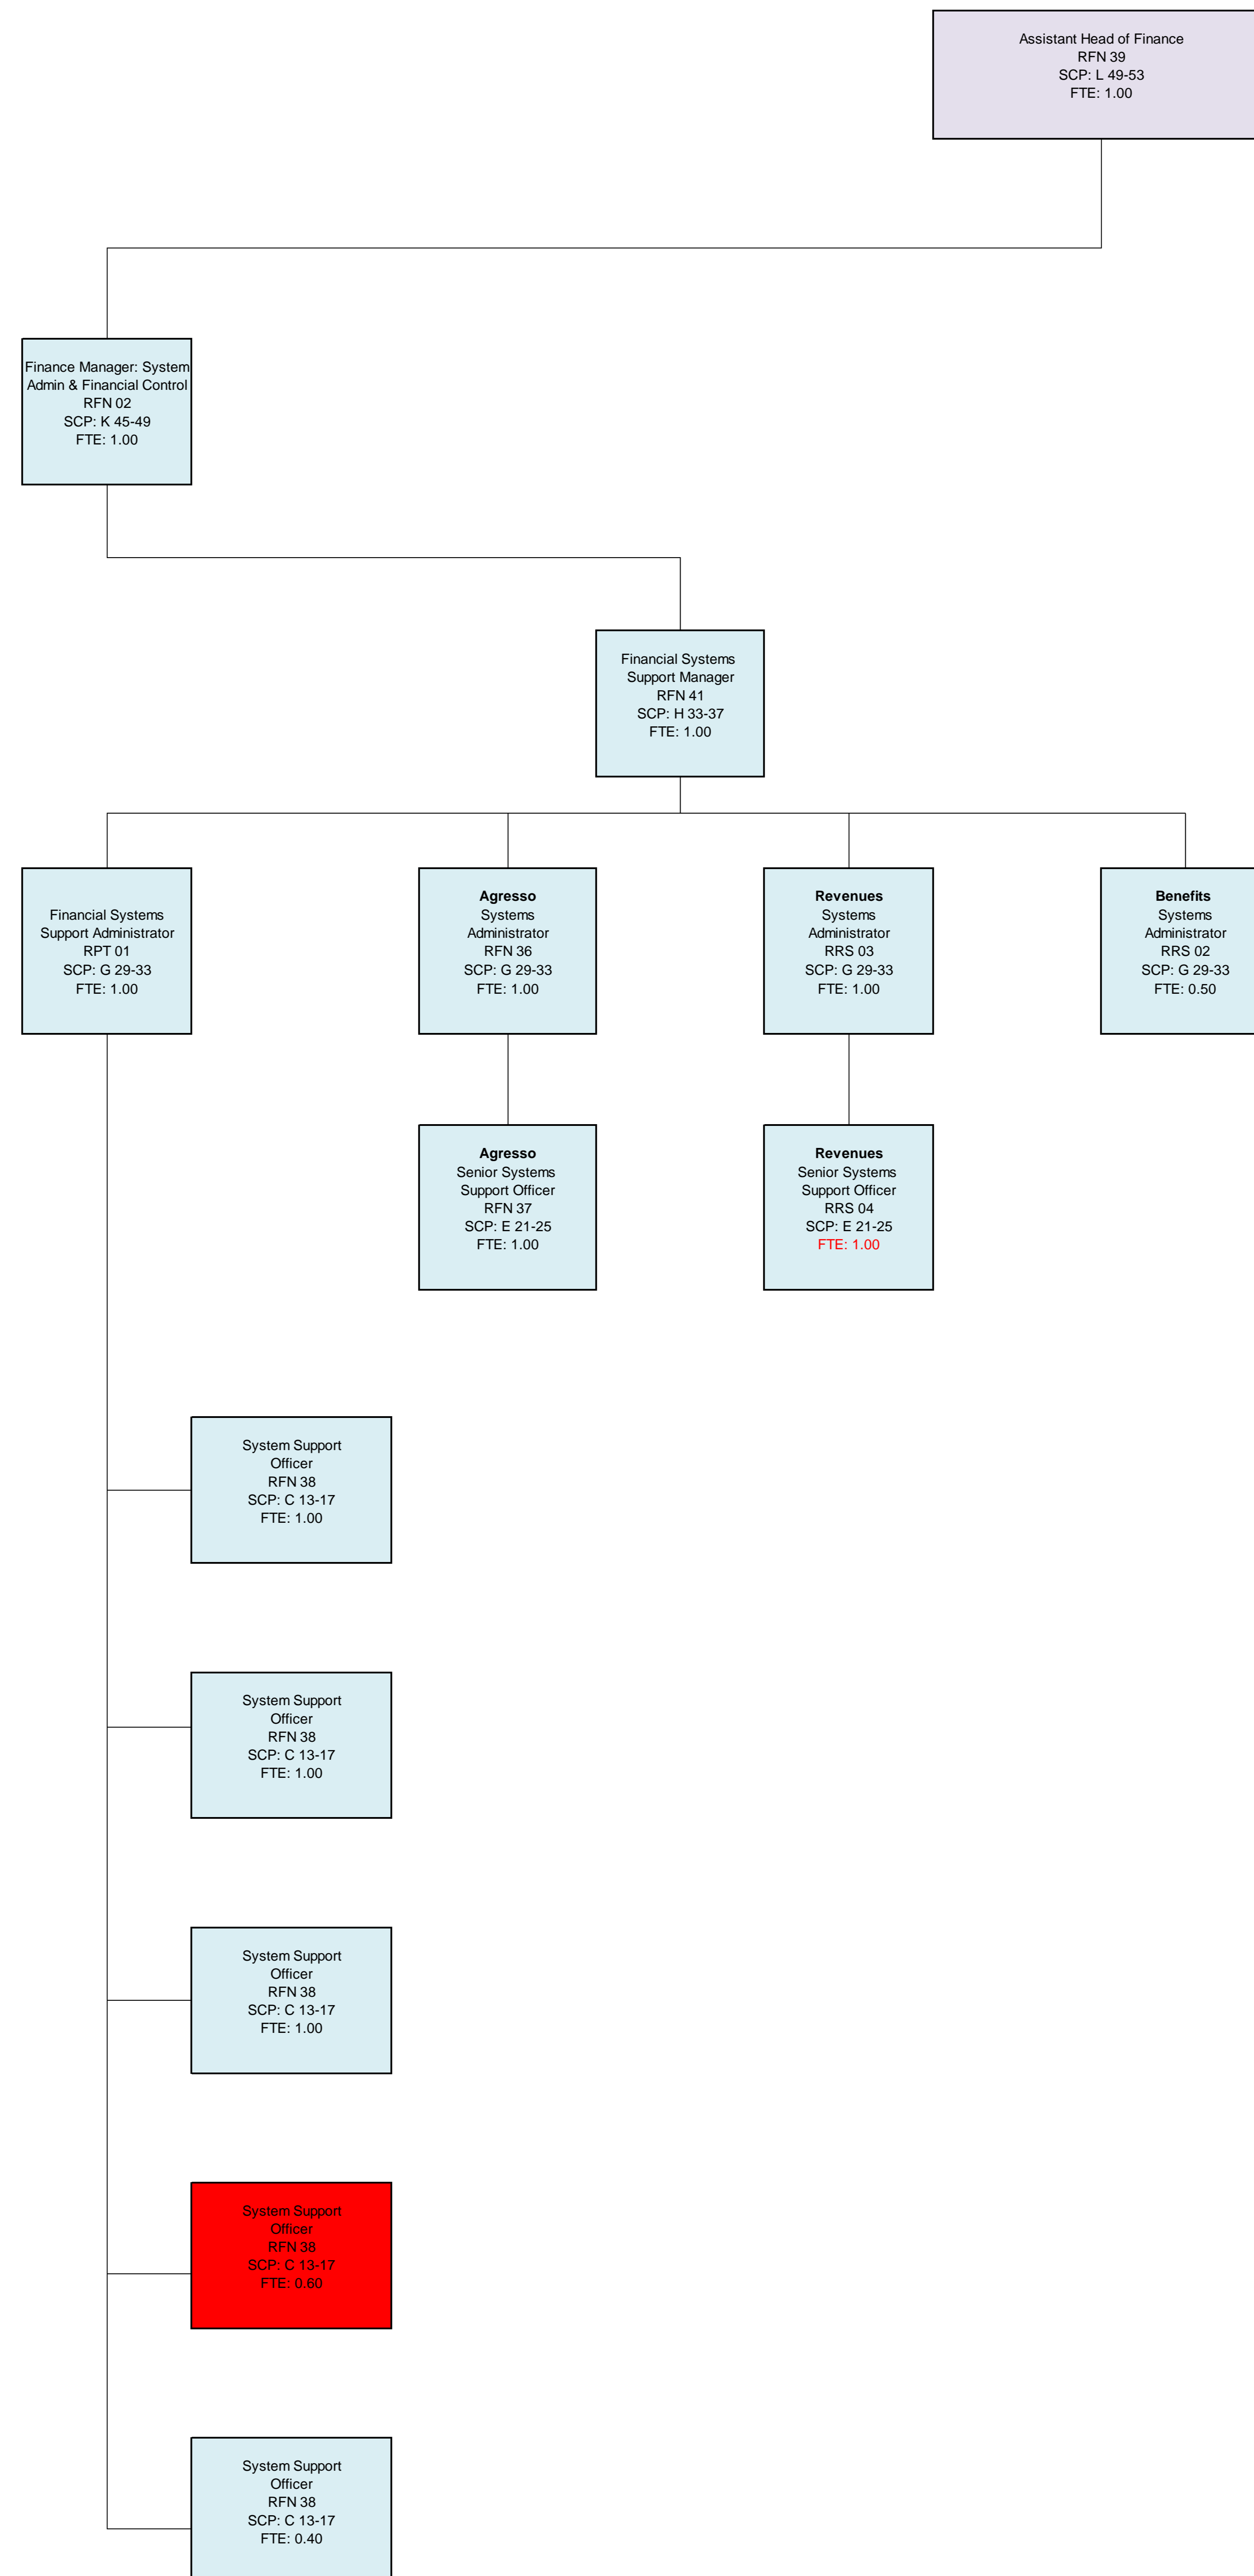 Assistant Head of Finance
RFN 39
SCP: L 49-53
FTE: 1.00
Finance Manager: System
Admin & Financial Control
RFN 02
SCP: K 45-49
FTE: 1.00
Financial Systems
Support Manager
RFN 41
SCP: H 33-37
FTE: 1.00
Financial Systems
Support Administrator
RPT 01
SCP: G 29-33
FTE: 1.00
Agresso
Systems
Administrator
RFN 36
SCP: G 29-33
FTE: 1.00
Revenues
Systems
Administrator
RRS 03
SCP: G 29-33
FTE: 1.00
Benefits
Systems
Administrator
RRS 02
SCP: G 29-33
FTE: 0.50
Agresso
Senior Systems
Support Officer
RFN 37
SCP: E 21-25
FTE: 1.00
Revenues
Senior Systems
Support Officer
RRS 04
SCP: E 21-25
FTE: 1.00
System Support
Officer
RFN 38
SCP: C 13-17
FTE: 1.00
System Support
Officer
RFN 38
SCP: C 13-17
FTE: 1.00
System Support
Officer
RFN 38
SCP: C 13-17
FTE: 1.00
System Support
Officer
RFN 38
SCP: C 13-17
FTE: 0.60
System Support
Officer
RFN 38
SCP: C 13-17
FTE: 0.40